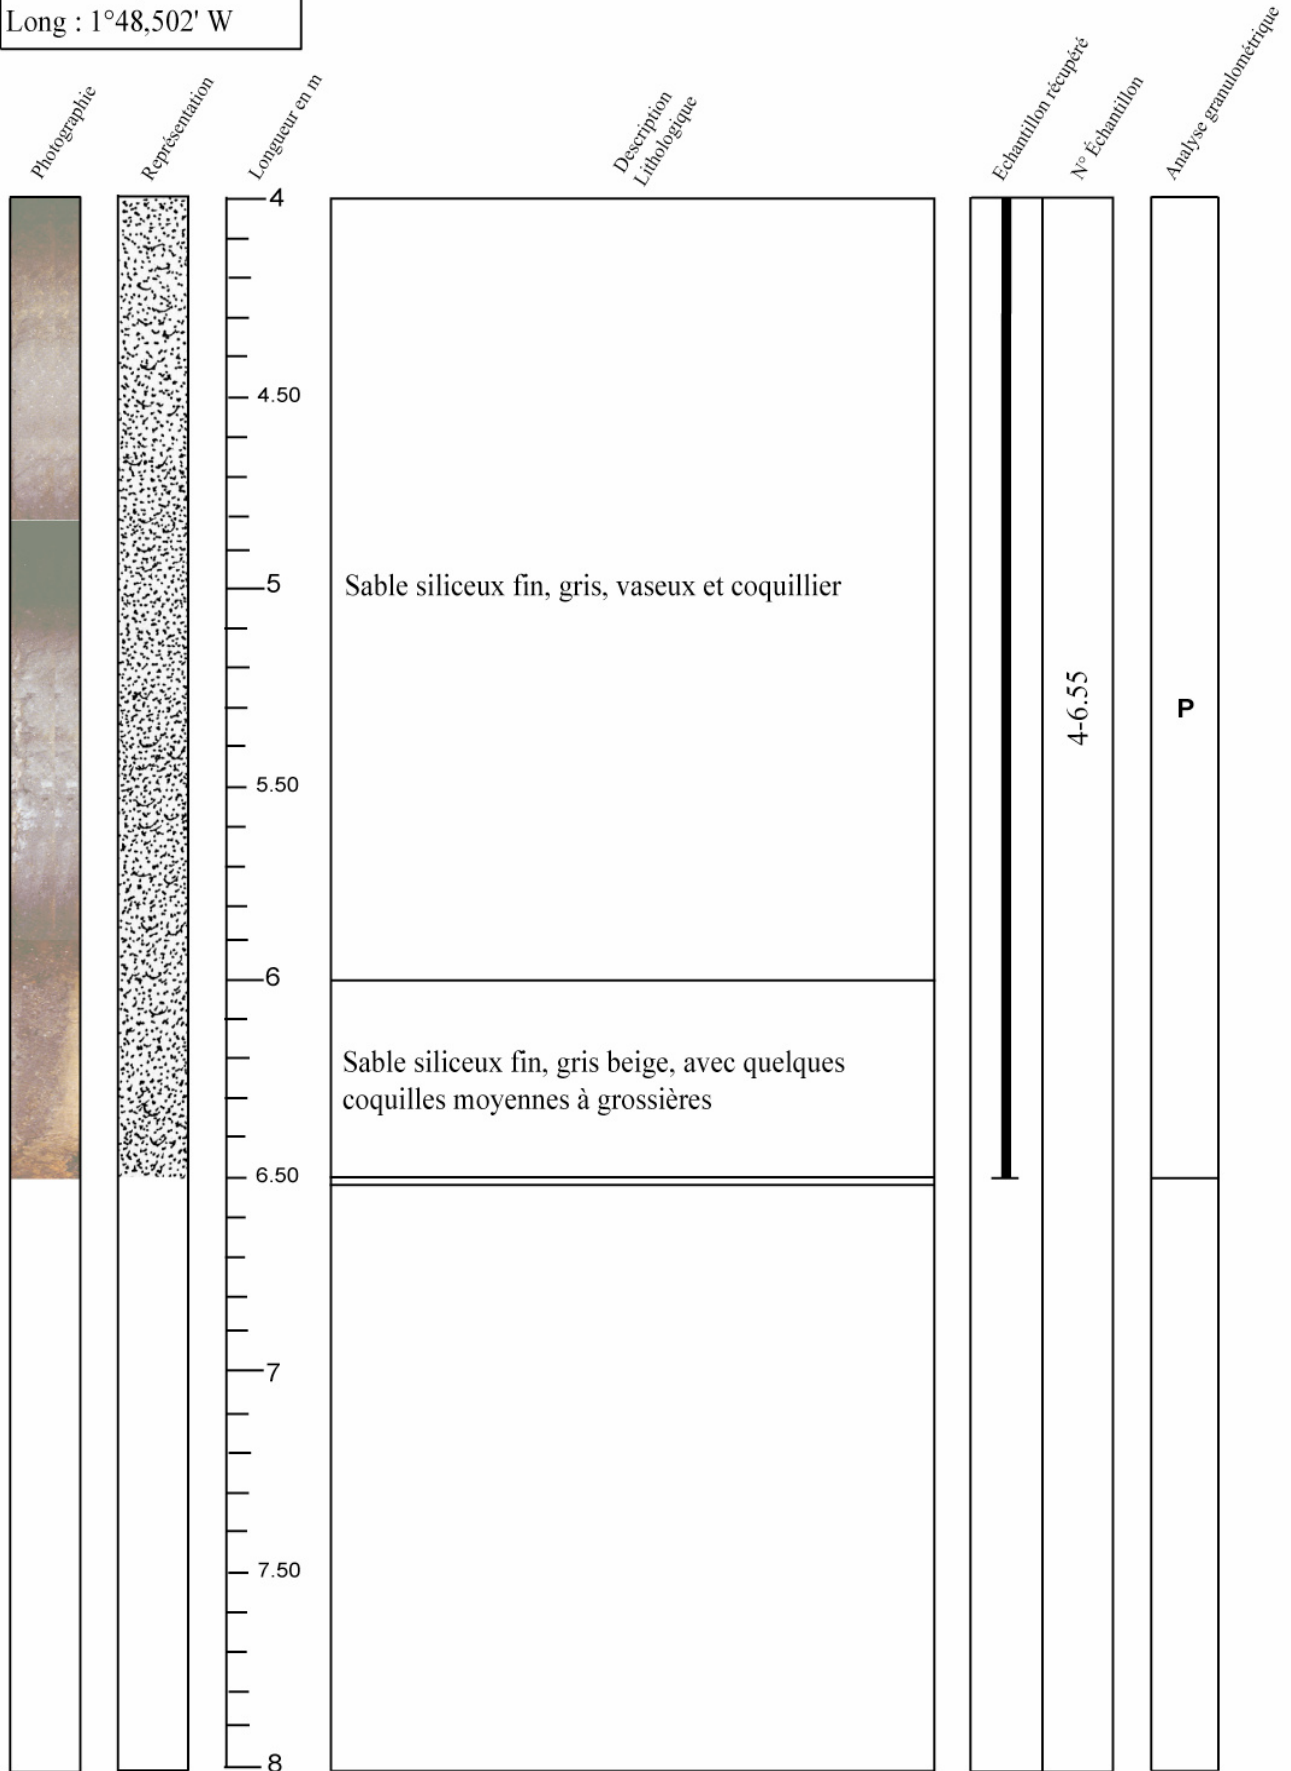 Long : 1°48,502' W
Photographie
Représentation
Longueur en m
Description
Lithologique
Echantillon récupéré
N° Échantillon
Analyse granulométrique
4
4.50
5
Sable siliceux fin, gris, vaseux et coquillier
4-6.55
P
5.50
6
Sable siliceux fin, gris beige, avec quelques
coquilles moyennes à grossières
6.50
7
7.50
8